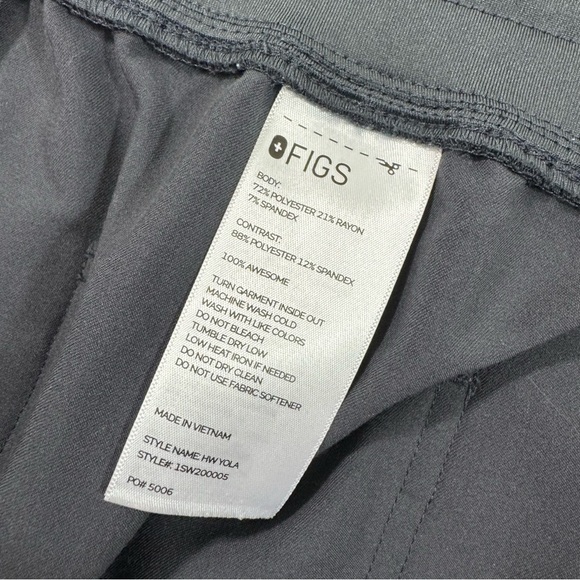 FIGS
BODY:
72% POLYESTER 21% RAYON
7% SPANDEX
CONTRAST:
88% POLYESTER 12% SPANDEX
100% AWESOME
TURN GARMENT INSIDE OUT
MACHINE WASH COLD
WASH WITH LIKE COLORS
DO NOT BLEACH
TUMBLE DRY LOW
LOW HEAT IRON IF NEEDED
DO NOT DRY CLEAN
DO NOT USE FABRIC SOFTENER
MADE IN VIETNAM
STYLE NAME: HW YOLA
STYLE#: 1SW200005
PO# 5006